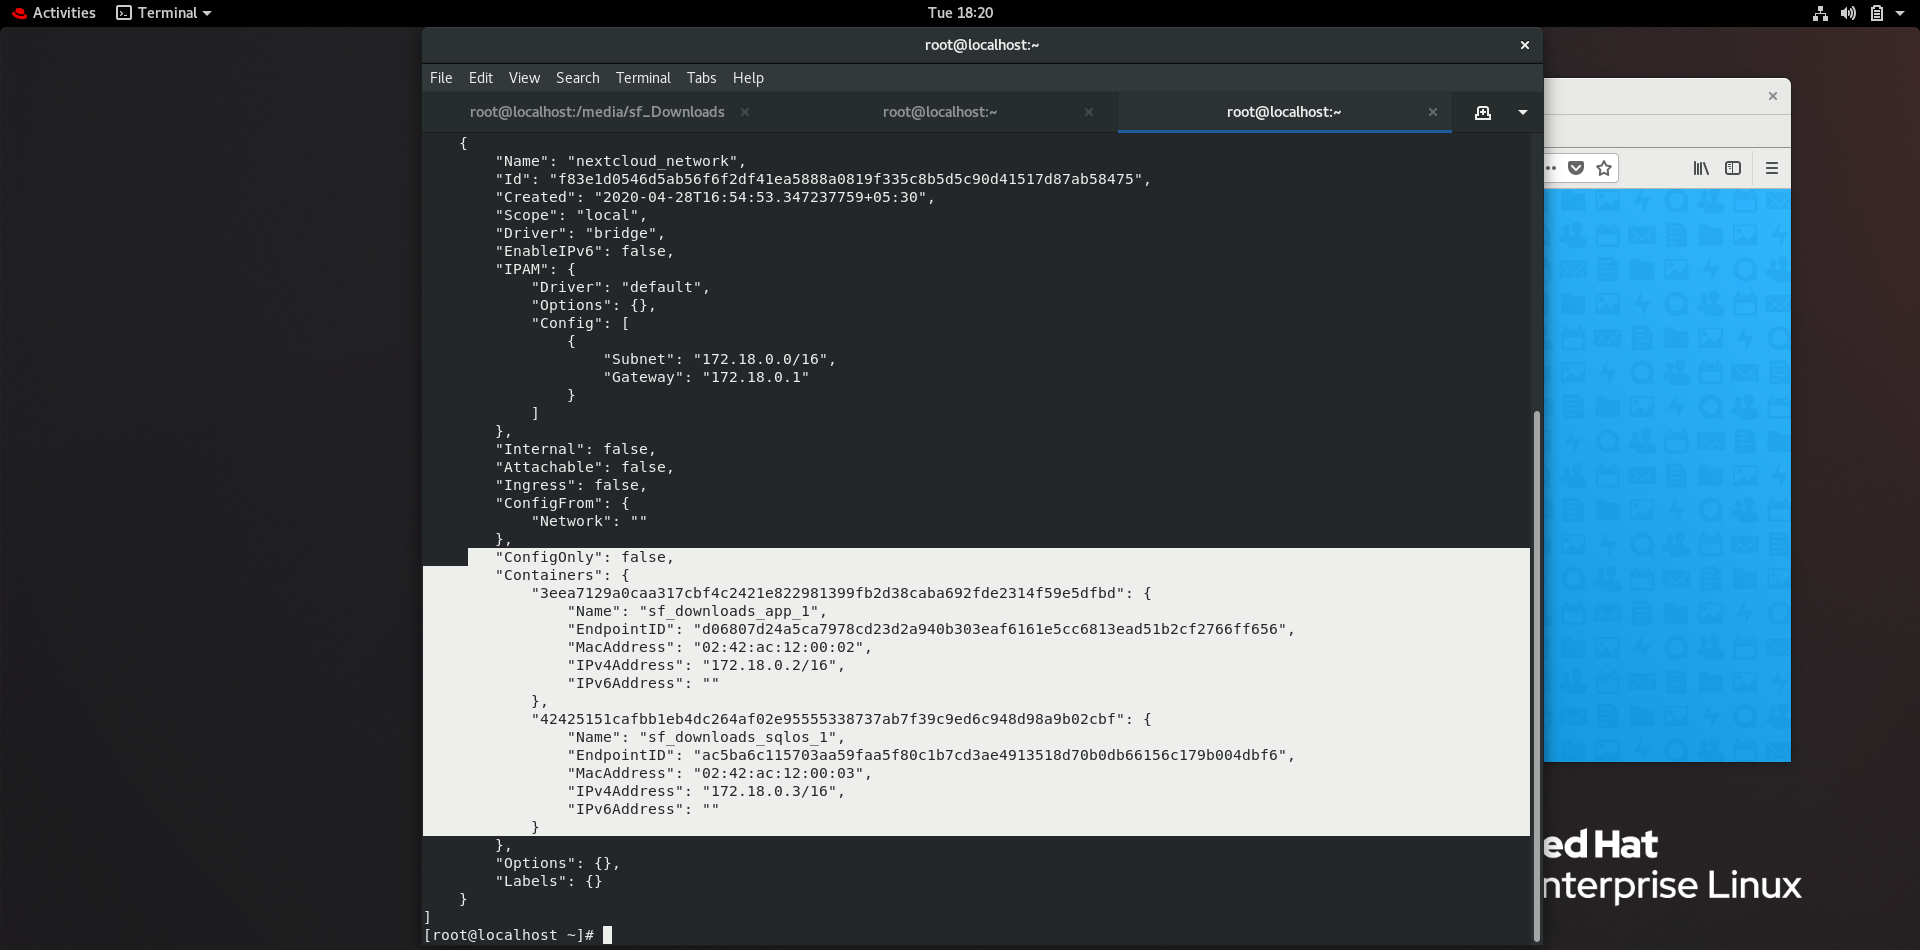 Activities
Terminal
Tue 18:20
root@localhost:~
File Edit View Search Terminal Tabs Help
root@localhost:/media/sf_Downloads
root@localhost:~
root@localhost:~
    {
        "Name": "nextcloud_network",
        "Id": "f83e1d0546d5ab56f6f2df41ea5888a0819f335c8b5d5c90d41517d87ab58475",
        "Created": "2020-04-28T16:54:53.347237759+05:30",
        "Scope": "local",
        "Driver": "bridge",
        "EnableIPv6": false,
        "IPAM": {
            "Driver": "default",
            "Options": {},
            "Config": [
                {
                    "Subnet": "172.18.0.0/16",
                    "Gateway": "172.18.0.1"
                }
            ]
        },
        "Internal": false,
        "Attachable": false,
        "Ingress": false,
        "ConfigFrom": {
            "Network": ""
        },
        "ConfigOnly": false,
        "Containers": {
            "3eea7129a0caa317cbf4c2421e822981399fb2d38caba692fde2314f59e5dfbd": {
                "Name": "sf_downloads_app_1",
                "EndpointID": "d06807d24a5ca7978cd23d2a940b303eaf6161e5cc6813ead51b2cf2766ff656",
                "MacAddress": "02:42:ac:12:00:02",
                "IPv4Address": "172.18.0.2/16",
                "IPv6Address": ""
            },
            "42425151cafbb1eb4dc264af02e95555338737ab7f39c9ed6c948d98a9b02cbf": {
                "Name": "sf_downloads_sqlos_1",
                "EndpointID": "ac5ba6c115703aa59faa5f80c1b7cd3ae4913518d70b0db66156c179b004dbf6",
                "MacAddress": "02:42:ac:12:00:03",
                "IPv4Address": "172.18.0.3/16",
                "IPv6Address": ""
            }
        },
        "Options": {},
        "Labels": {}
    }
]
[root@localhost ~]#
ed Hat
nterprise Linux